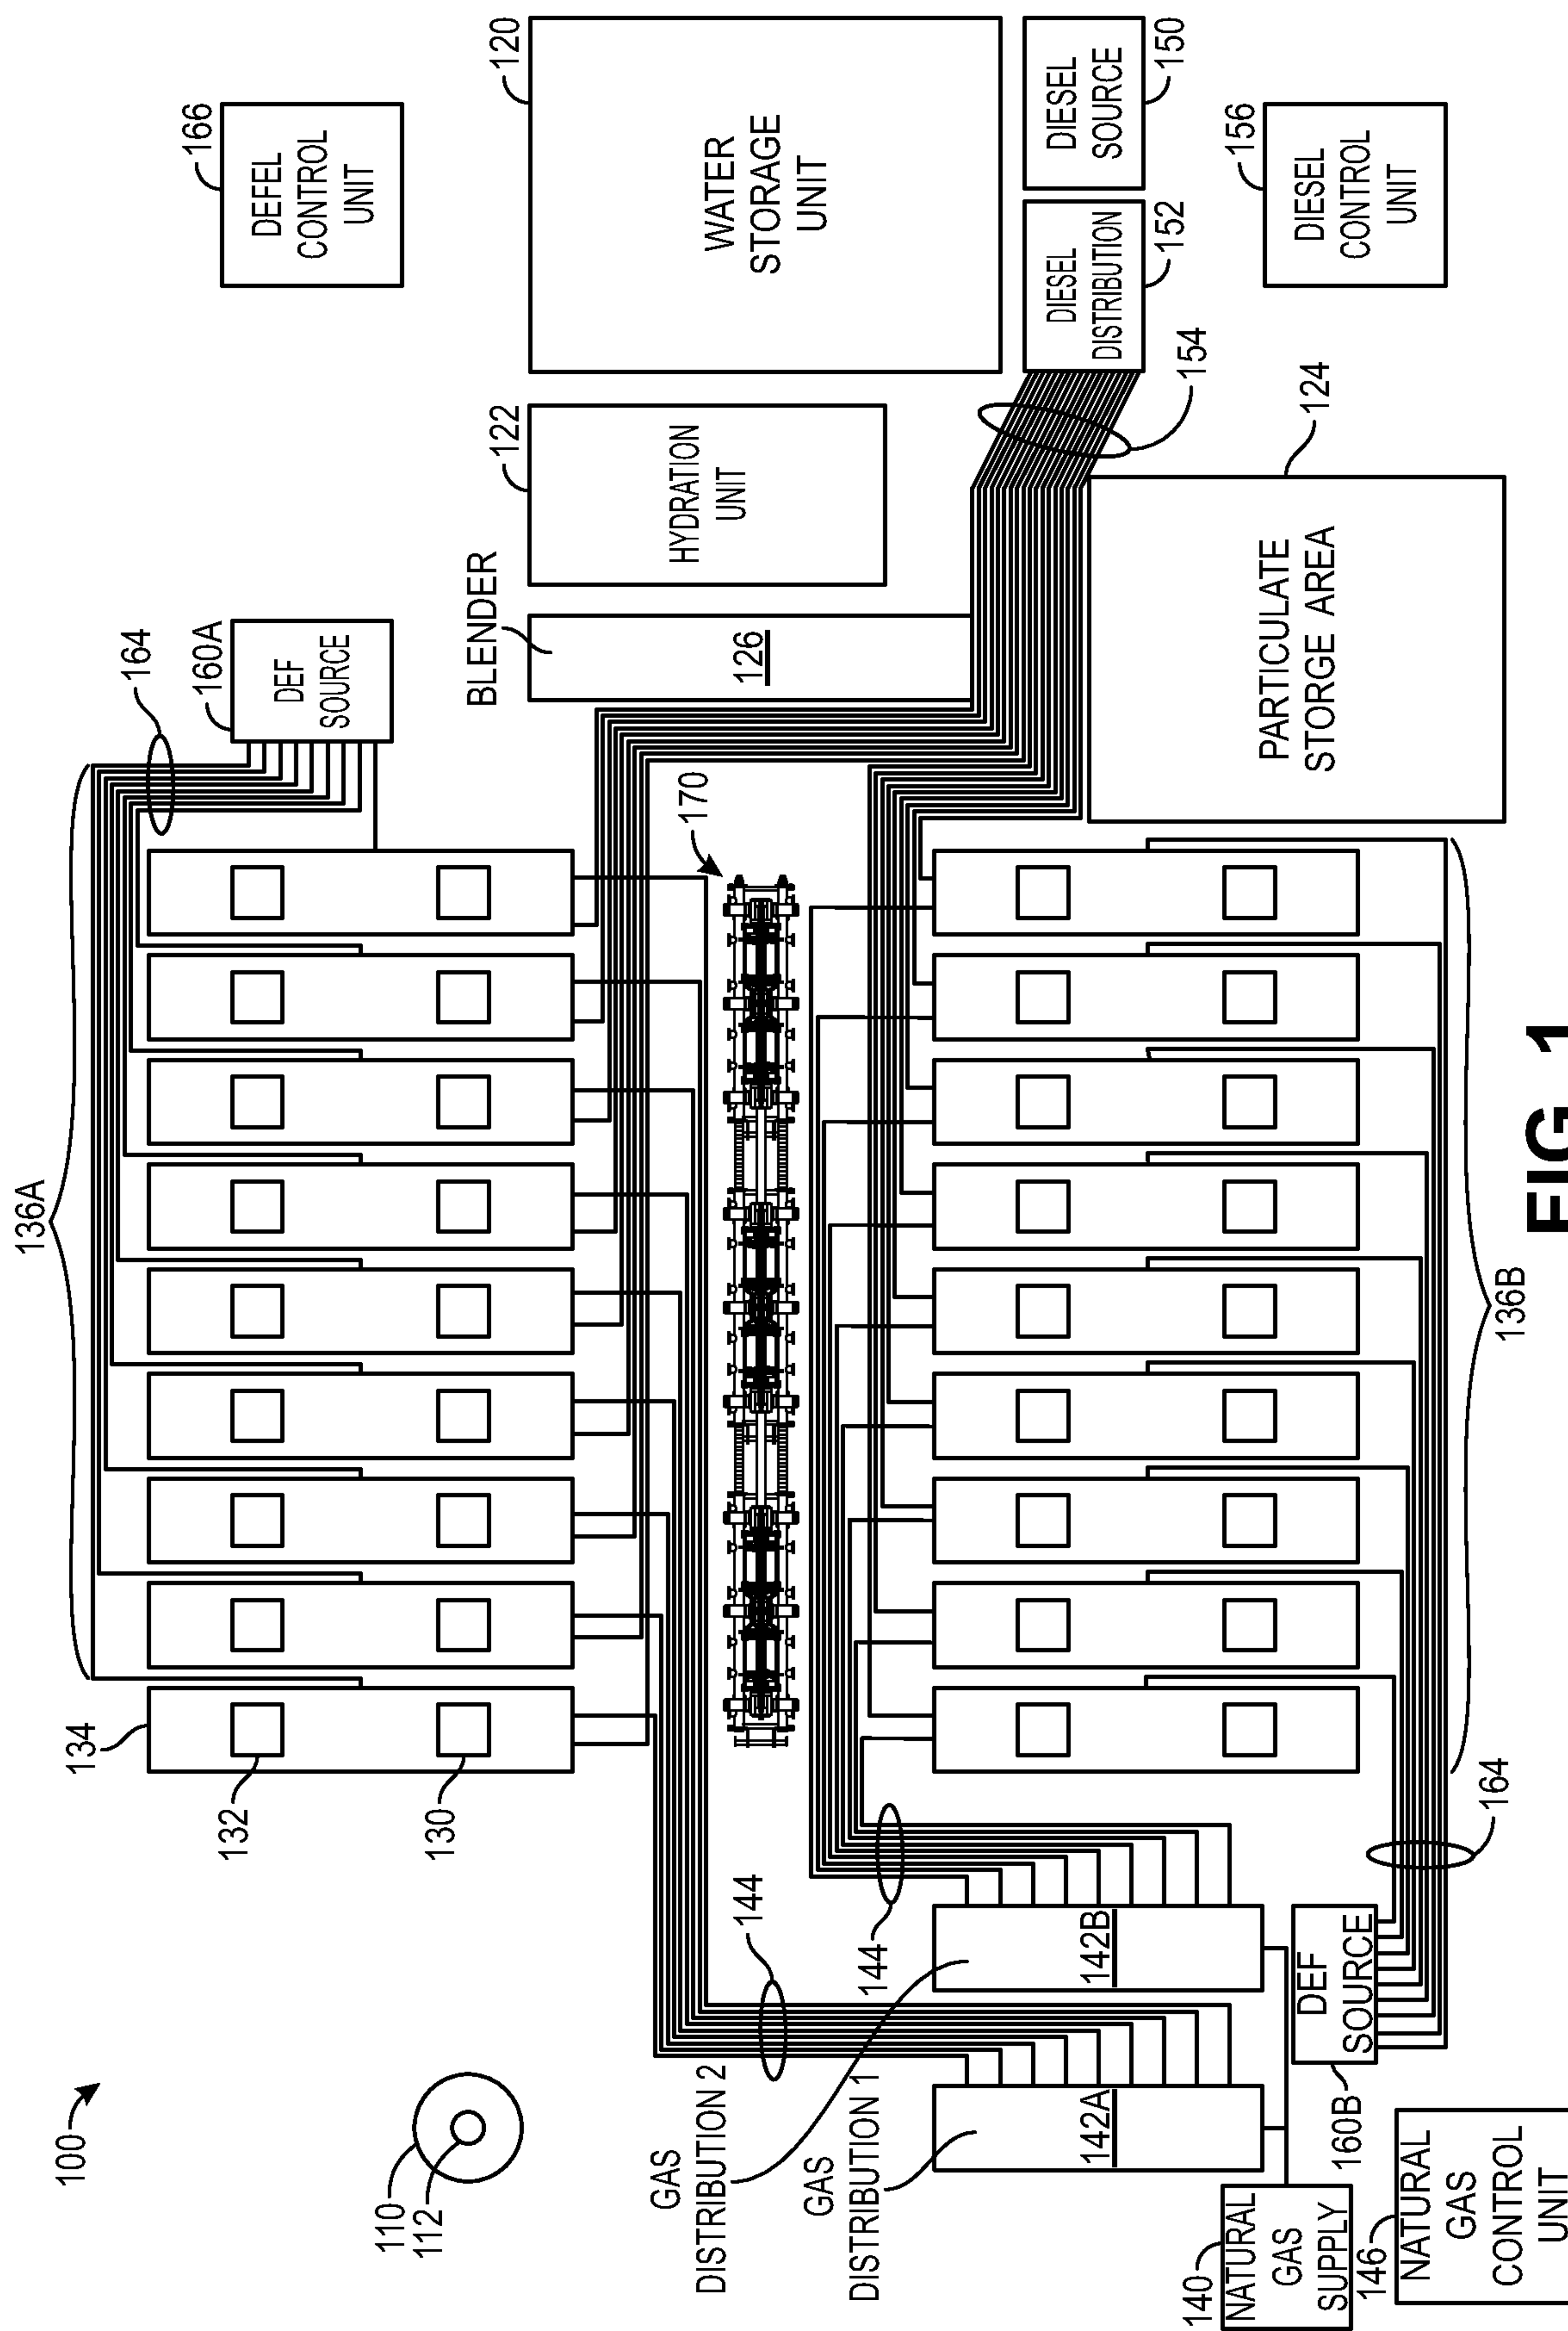 100
110
112
136A
134
132
130
164
160A
DEF
SOURCE
166
DEFEL
CONTROL
UNIT
BLENDER
126
122
HYDRATION
UNIT
120
WATER
STORAGE
UNIT
150
DIESEL
SOURCE
152
DIESEL
DISTRIBUTION
154
156
DIESEL
CONTROL
UNIT
124
PARTICULATE
STORGE AREA
170
144
144
GAS
DISTRIBUTION 2
GAS
DISTRIBUTION 1
142A
142B
140
NATURAL
GAS
SUPPLY
146
NATURAL
GAS
CONTROL
UNIT
160B
DEF
SOURCE
164
136B
FIG 1